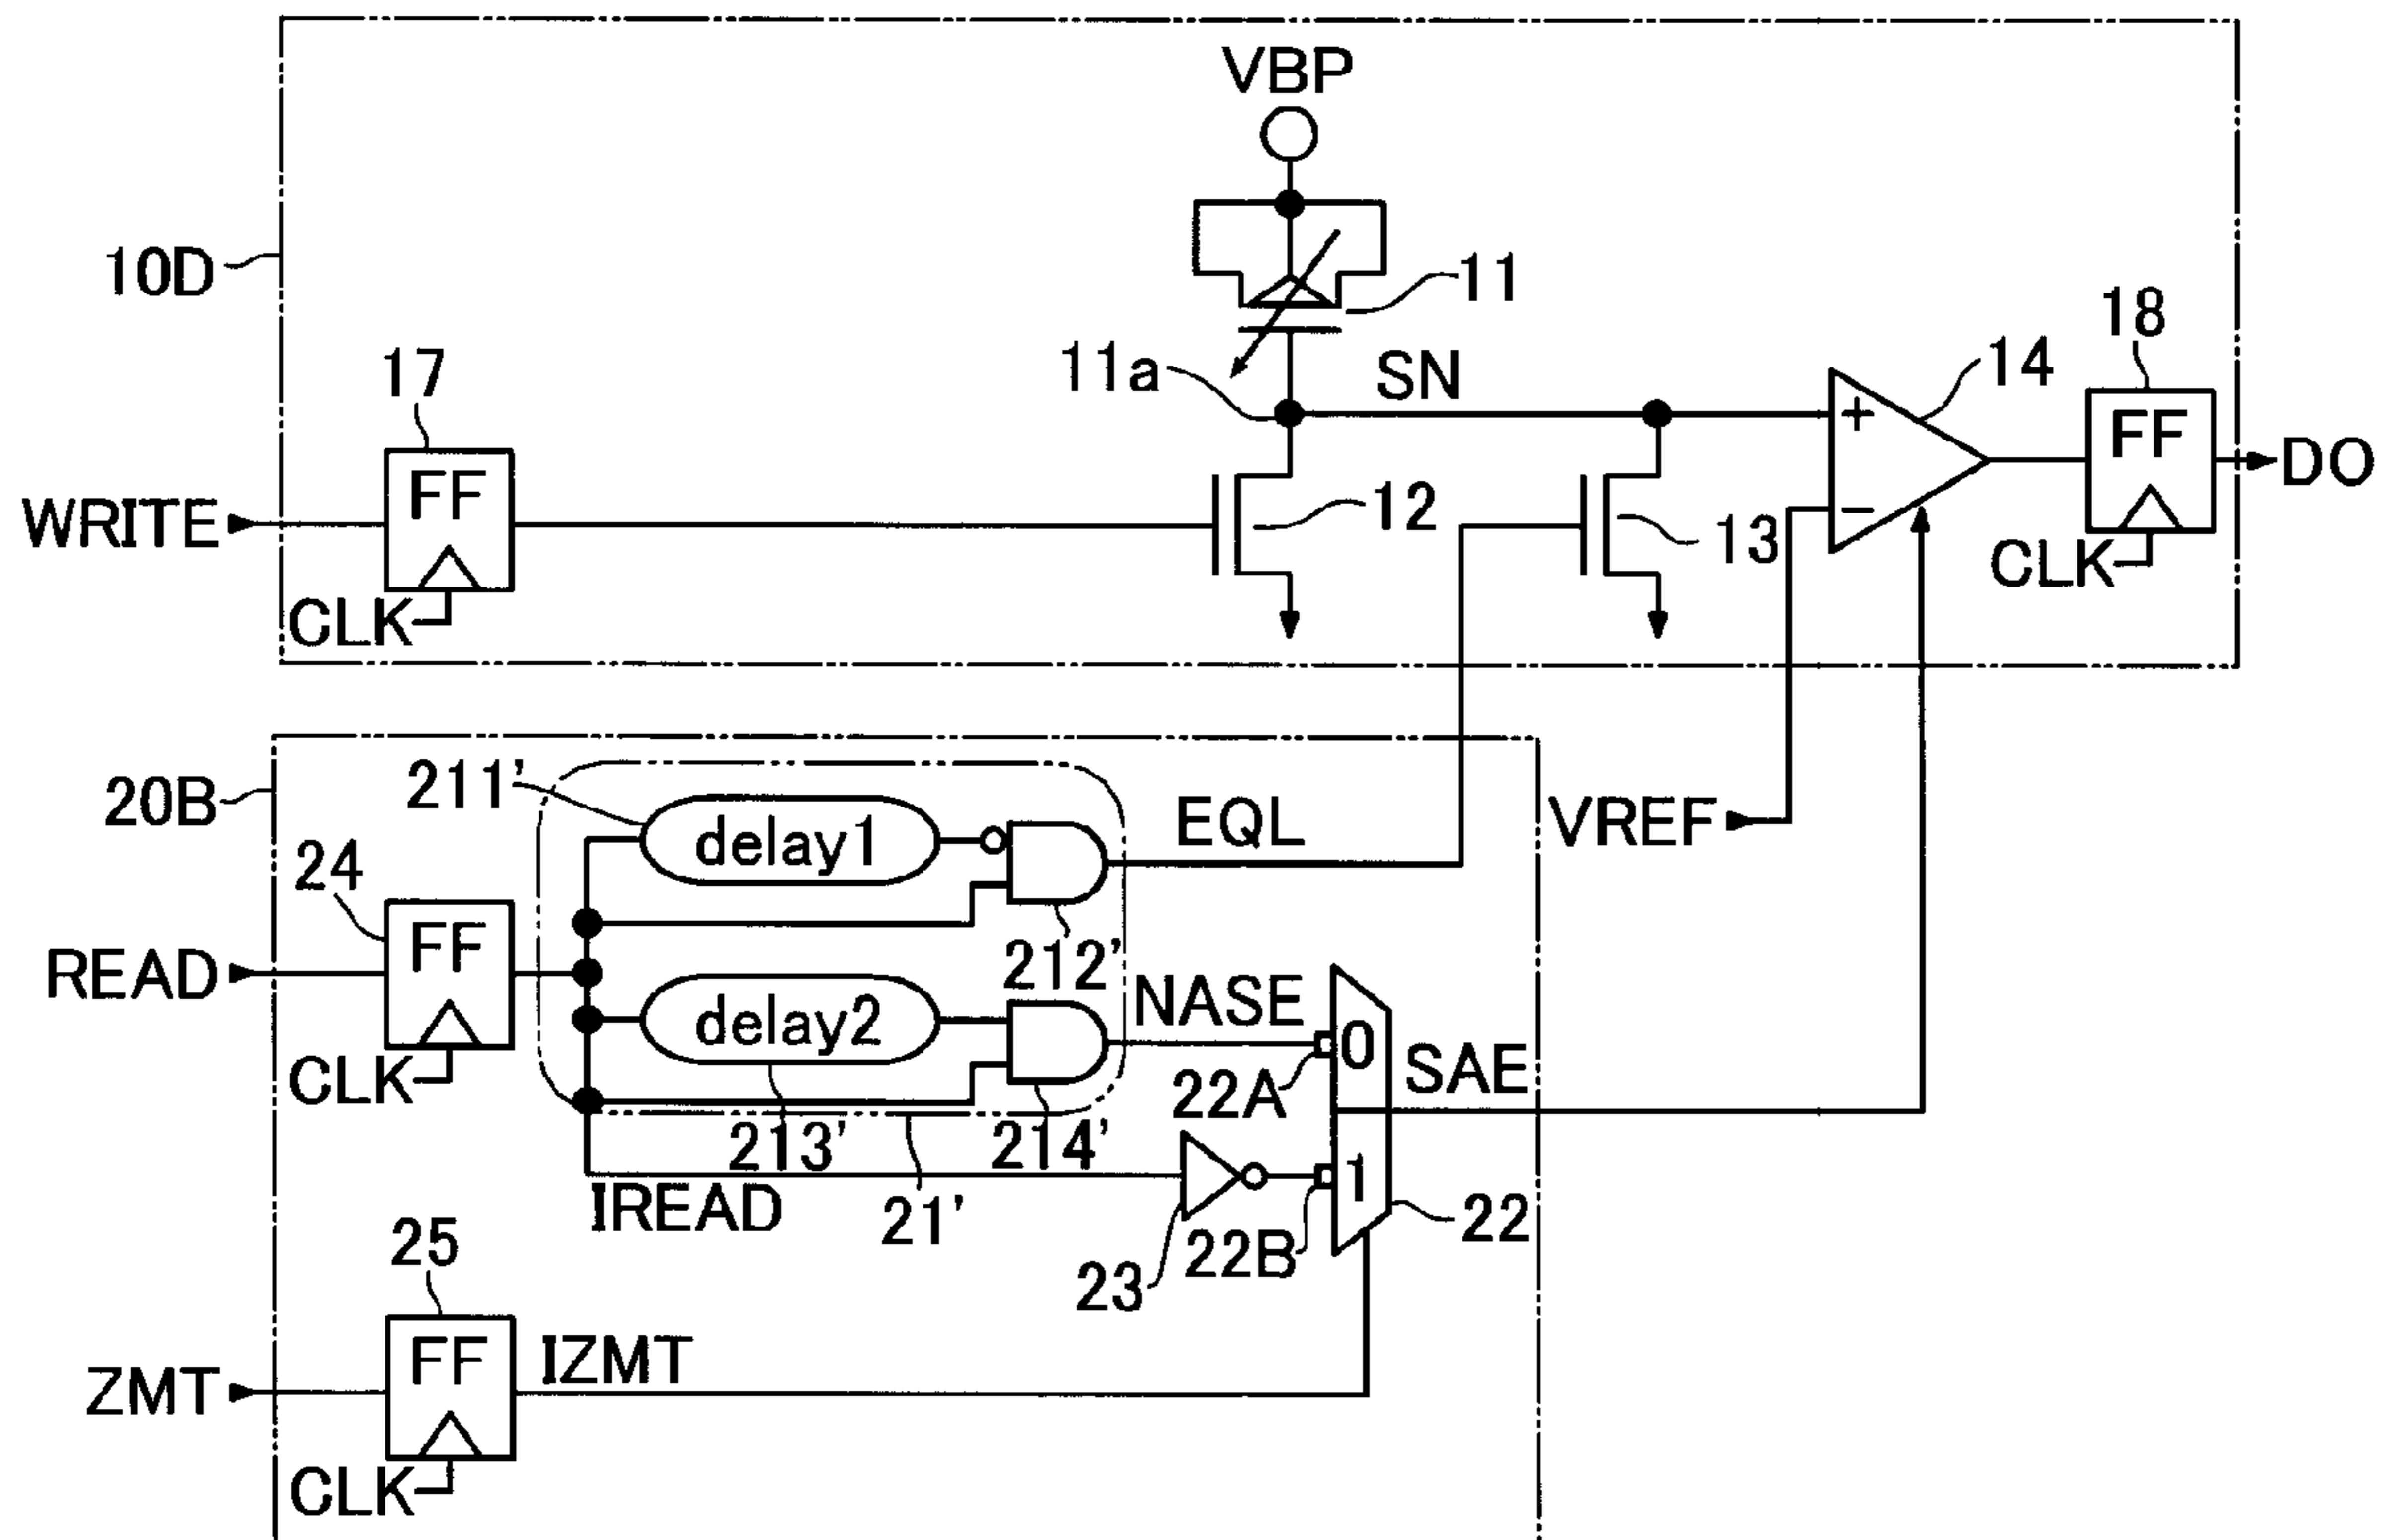 VBP
10D
11
18
17
11a
SN
14
FF
+
FF
DO
WRITE
12
13
−
CLK
CLK
20B
211'
delay1
EQL
VREF
24
FF
212'
READ
delay2
NASE
0
SAE
CLK
22A
213'
214'
1
IREAD
21'
22
25
23
22B
FF
IZMT
ZMT
CLK